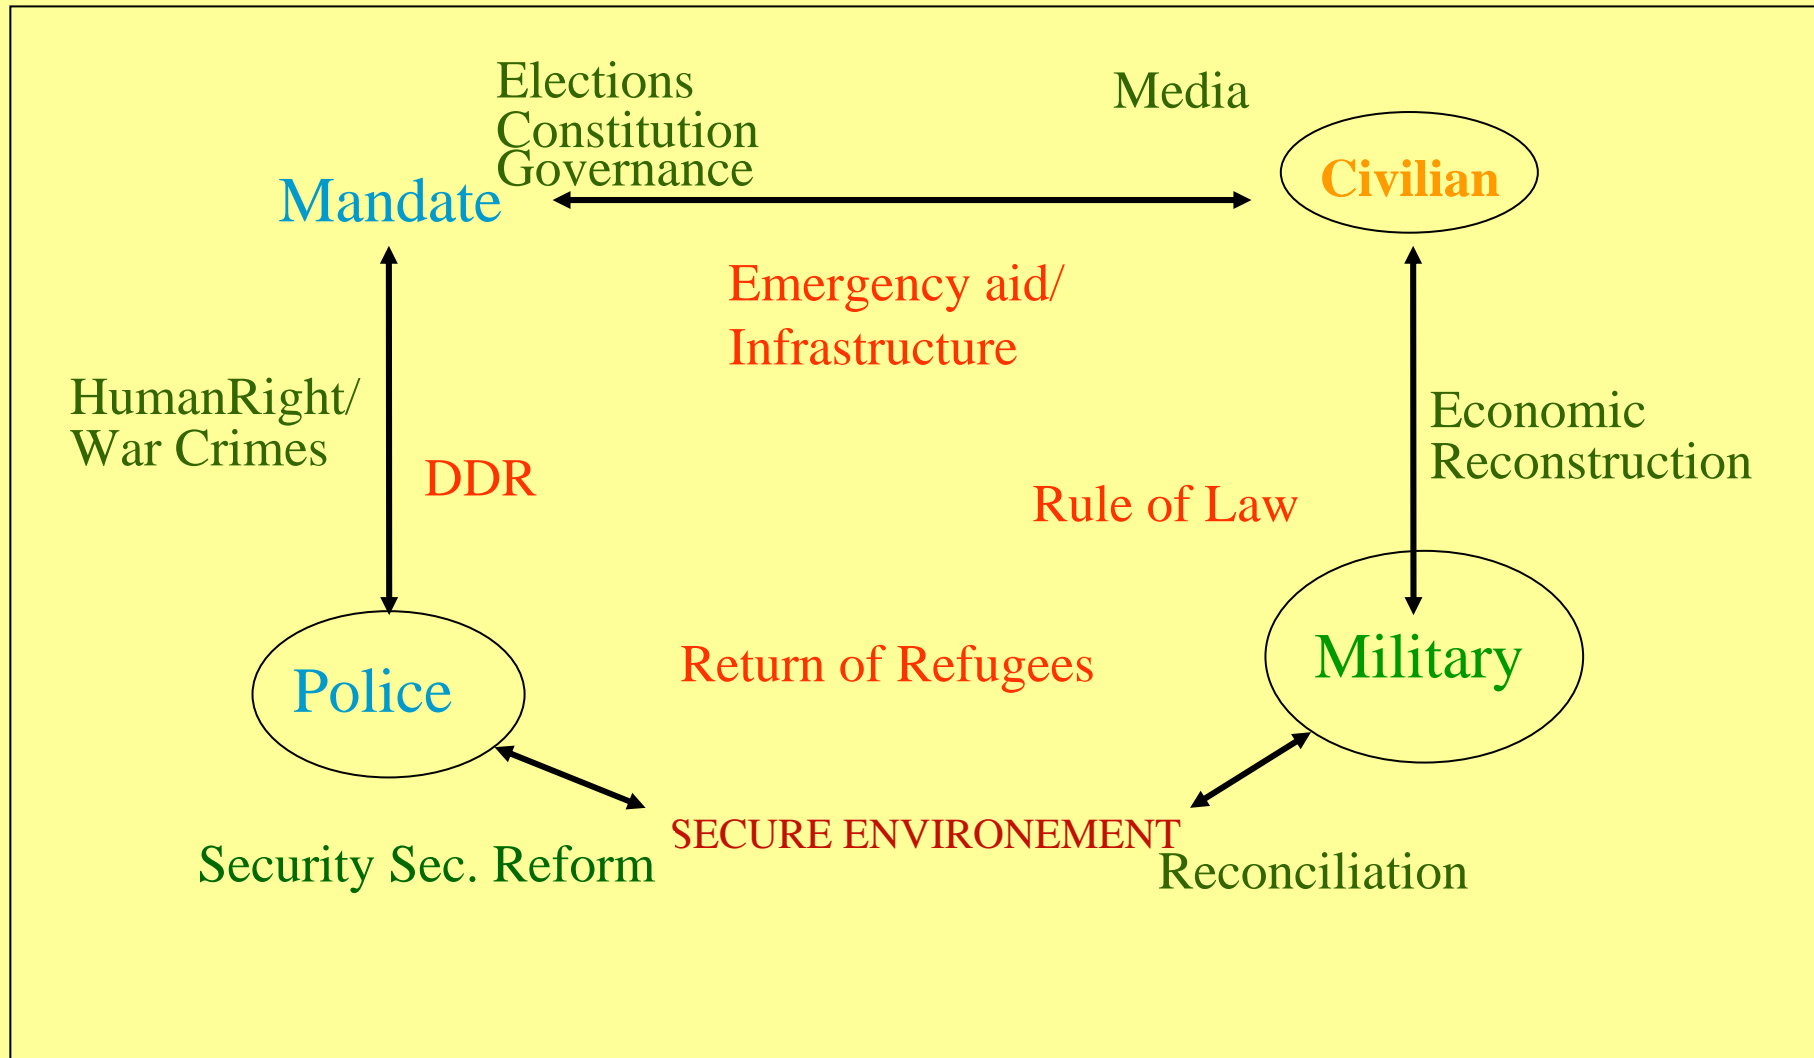 Elections
Constitution
Governance
Media
Mandate
Civilian
Emergency aid/
Infrastructure
HumanRight/
War Crimes
DDR
Economic
Reconstruction
Rule of Law
Return of Refugees
Police
Military
SECURE ENVIRONEMENT
Security Sec. Reform
Reconciliation